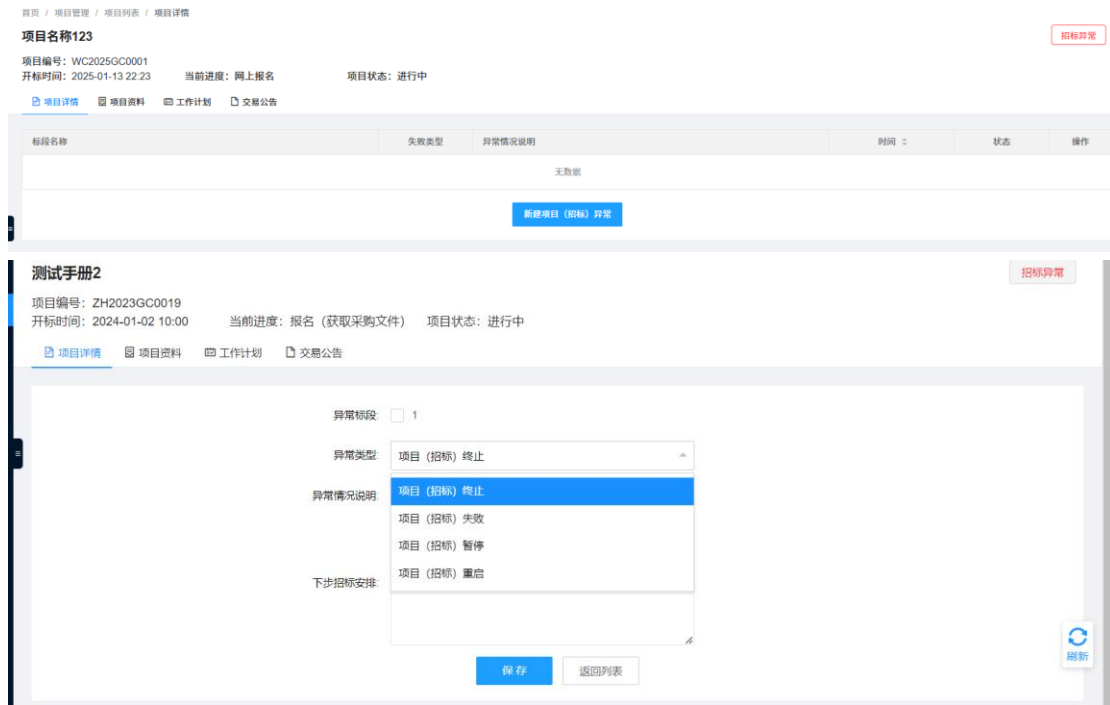 首页 / 项目管理 / 项目列表 / 项目详情
项目名称123
招标异常
项目编号：WC2025GC0001
开标时间：2025-01-13 22:23 当前进度：网上报名 项目状态：进行中
项目详情 项目资料 工作计划 交易公告
标段名称 失败类型 异常情况说明 时间 状态 操作
无数据
新建项目（招标）异常
测试手册2
招标异常
项目编号：ZH2023GC0019
开标时间：2024-01-02 10:00 当前进度：报名（获取采购文件） 项目状态：进行中
项目详情 项目资料 工作计划 交易公告
异常标段: 1
异常类型: 项目（招标）终止
异常情况说明: 项目（招标）终止
项目（招标）失败
项目（招标）暂停
项目（招标）重启
下步招标安排:
刷新
保存 返回列表